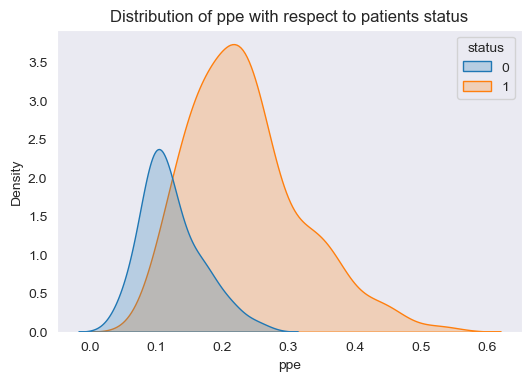 Distribution of ppe with respect to patients status
status
0
1
Density
3.5
3.0
2.5
2.0
1.5
1.0
0.5
0.0
0.0 0.1 0.2 0.3 0.4 0.5 0.6
ppe